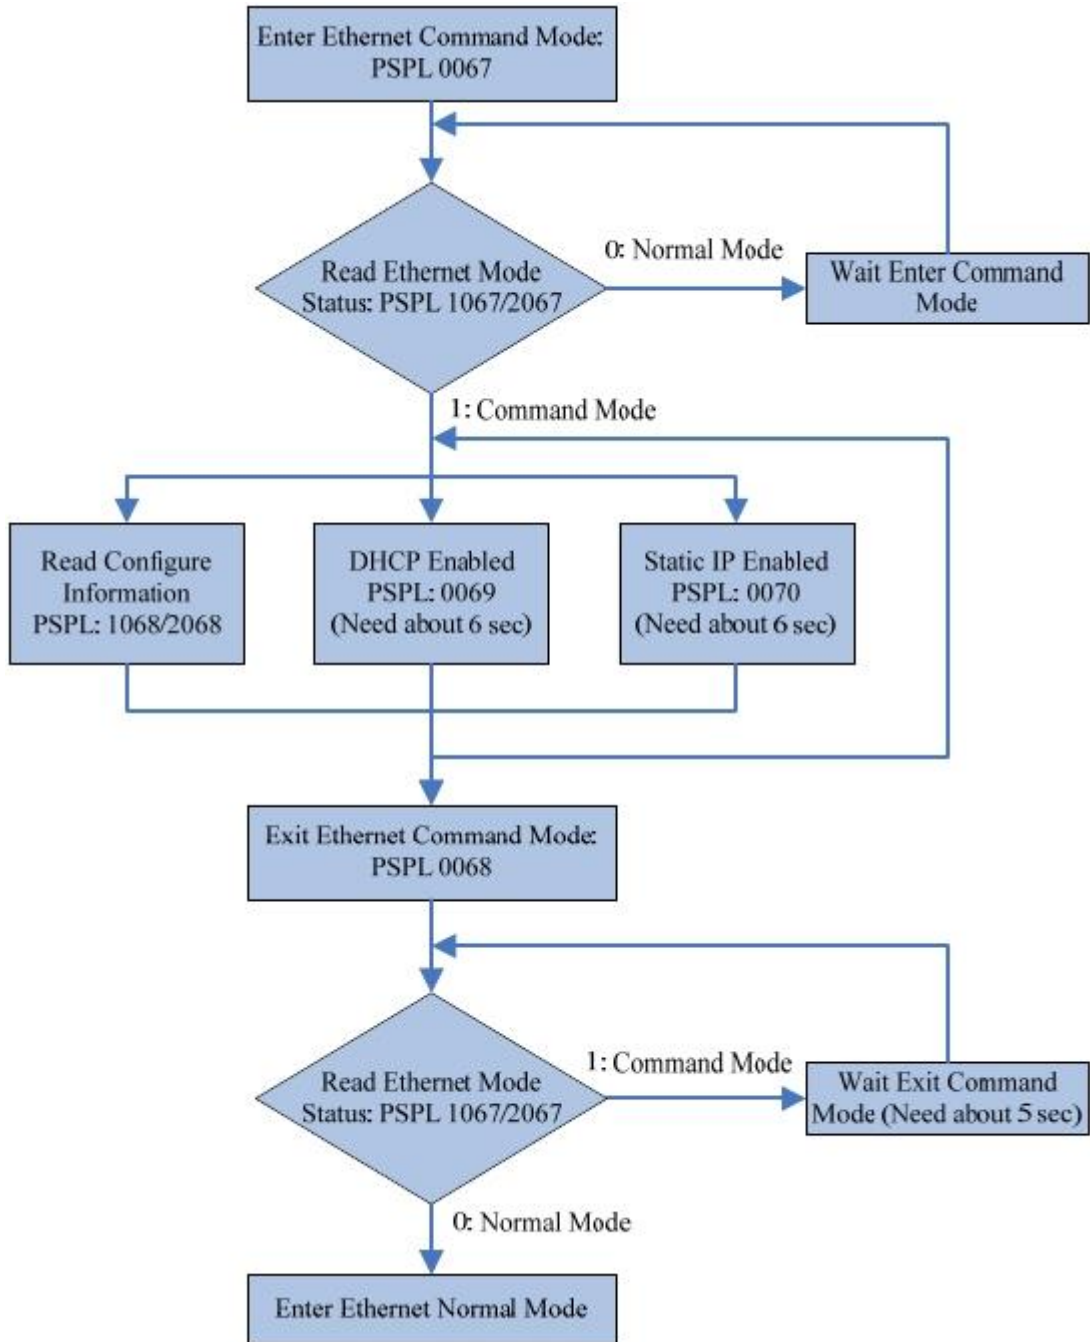 Enter Ethernet Command Mode:
PSPL 0067
0: Normal Mode
Read Ethernet Mode
Status: PSPL 1067/2067
Wait Enter Command
Mode
1: Command Mode
Read Configure
Information
PSPL: 1068/2068
DHCP Enabled
PSPL: 0069
(Need about 6 sec)
Static IP Enabled
PSPL: 0070
(Need about 6 sec)
Exit Ethernet Command Mode:
PSPL 0068
1: Command Mode
Read Ethernet Mode
Status: PSPL 1067/2067
Wait Exit Command
Mode (Need about 5 sec)
0: Normal Mode
Enter Ethernet Normal Mode